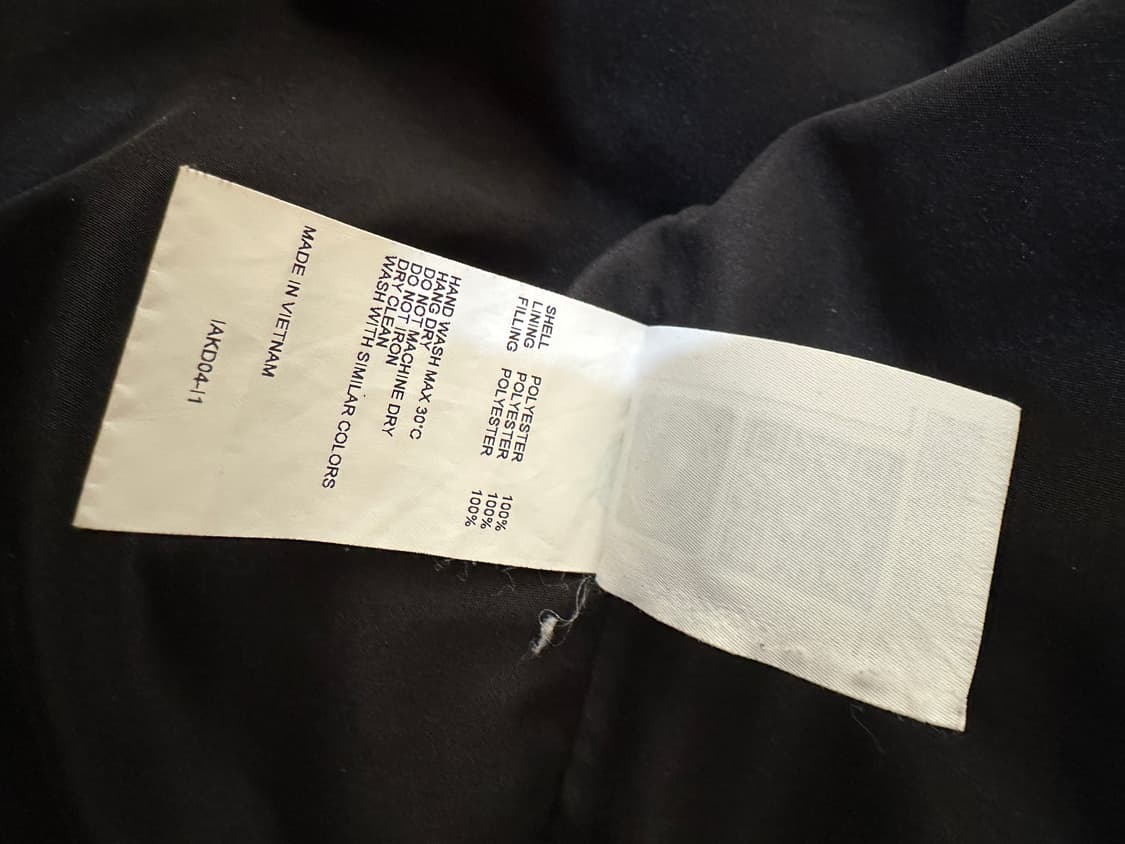 SHELL POLYESTER 100%
LINING POLYESTER 100%
FILLING POLYESTER 100%
HAND WASH MAX 30°C
HANG DRY
DO NOT MACHINE DRY
DO NOT IRON
DRY CLEAN
WASH WITH SIMILAR COLORS
MADE IN VIETNAM
IAKD04-I1